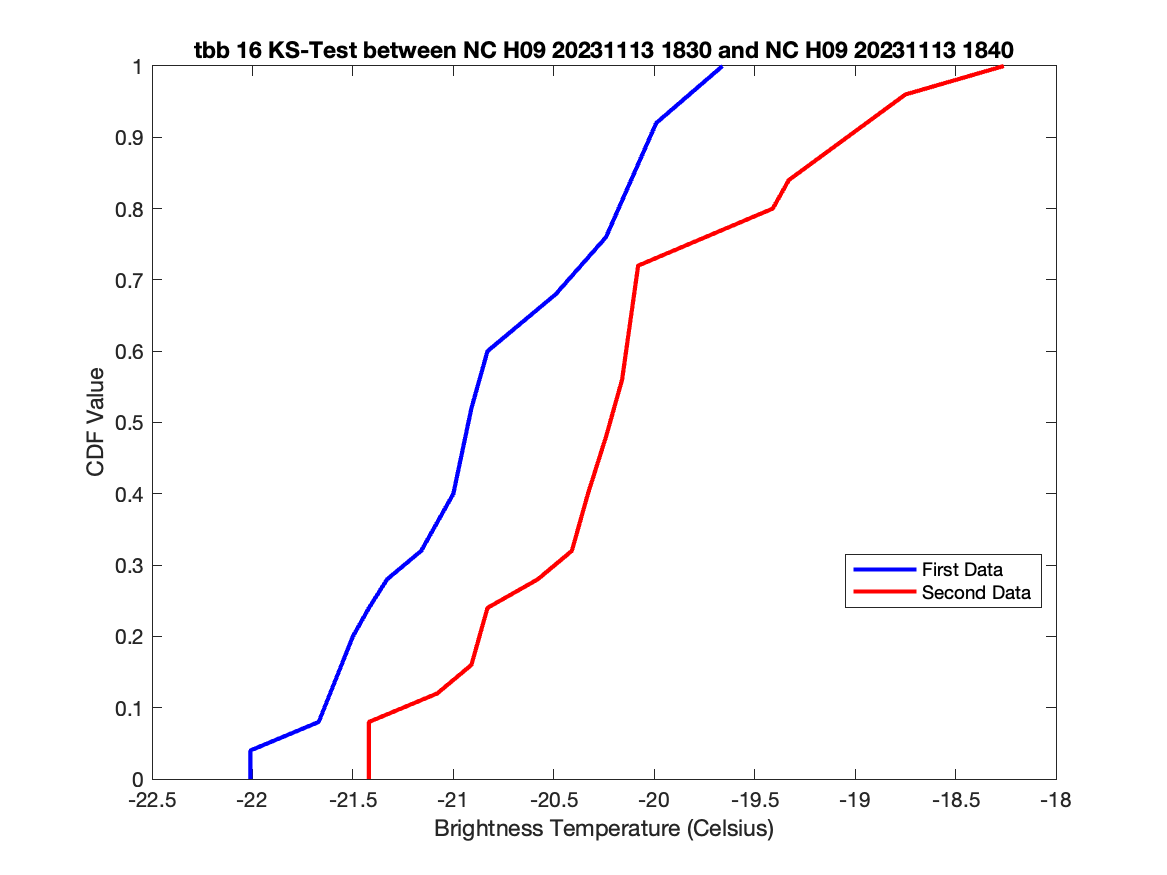 tbb 16 KS-Test between NC H09 20231113 1830 and NC H09 20231113 1840
1
0.9
0.8
0.7
0.6
0.5
0.4
0.3
0.2
0.1
0
CDF Value
First Data
Second Data
-22.5 -22 -21.5 -21 -20.5 -20 -19.5 -19 -18.5 -18
Brightness Temperature (Celsius)